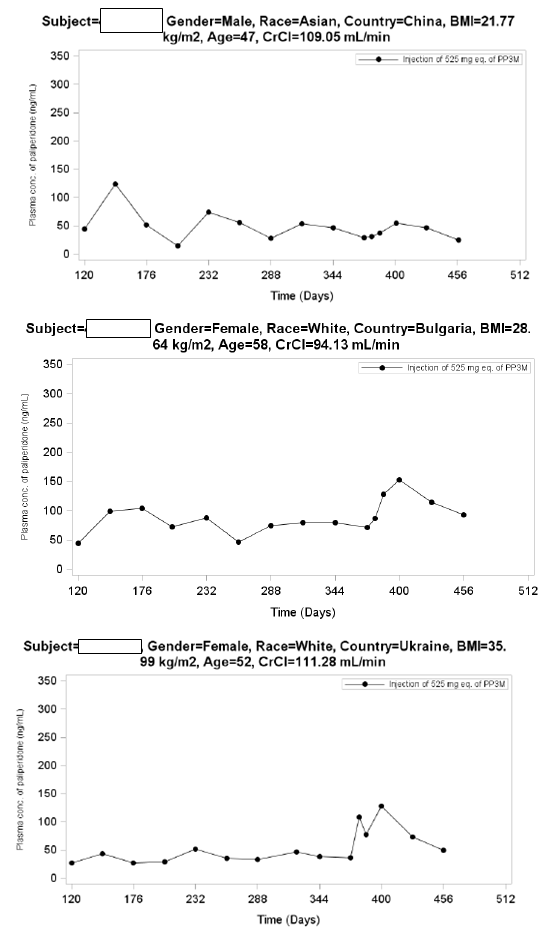 Subject= Gender=Male, Race=Asian, Country=China, BMI=21.77
kg/m2, Age=47, CrCl=109.05 mL/min
Injection of 525 mg eq. of PP3M
Plasma conc. of paliperidone (ng/mL)
350
300
250
200
150
100
50
0
120 176 232 288 344 400 456 512
Time (Days)
Subject= Gender=Female, Race=White, Country=Bulgaria, BMI=28.
64 kg/m2, Age=58, CrCl=94.13 mL/min
Injection of 525 mg eq. of PP3M
Plasma conc. of paliperidone (ng/mL)
350
300
250
200
150
100
50
0
120 176 232 288 344 400 456 512
Time (Days)
Subject= , Gender=Female, Race=White, Country=Ukraine, BMI=35.
99 kg/m2, Age=52, CrCl=111.28 mL/min
Injection of 525 mg eq. of PP3M
Plasma conc. of paliperidone (ng/mL)
350
300
250
200
150
100
50
0
120 176 232 288 344 400 456 512
Time (Days)